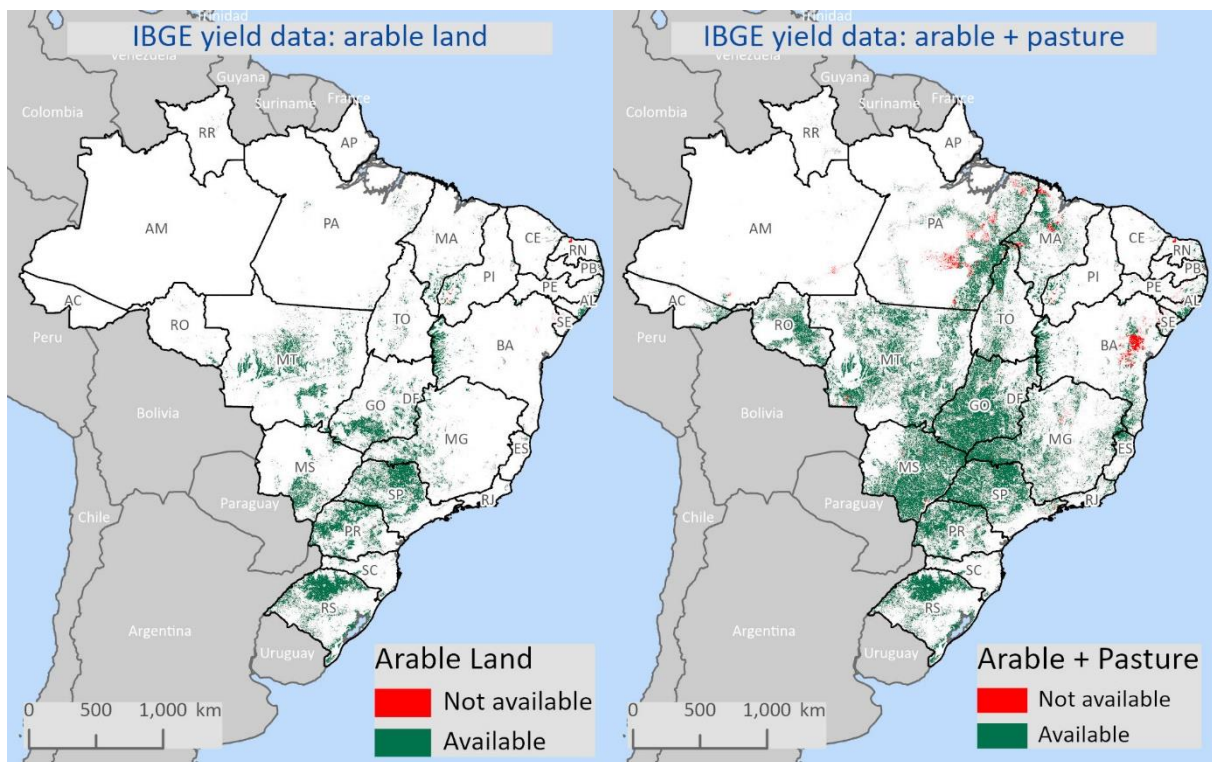 IBGE yield data: arable land
Trinidad
Venezuela
Guyana
Suriname
France
Colombia
RR
AP
AM
PA
MA
CE
RN
PB
PI
PE
AL
AC
SE
RO
TO
BA
Peru
MT
GO
DF
Bolivia
MG
ES
MS
SP
RJ
Paraguay
Chile
PR
SC
RS
Argentina
Uruguay
Arable Land
Not available
Available
0 500 1,000 km
IBGE yield data: arable + pasture
Trinidad
Venezuela
Guyana
Suriname
France
Colombia
RR
AP
AM
PA
MA
CE
RN
PB
PI
PE
AL
AC
SE
RO
TO
BA
Peru
MT
GO
DF
Bolivia
MG
ES
MS
SP
RJ
Paraguay
Chile
PR
SC
RS
Argentina
Uruguay
Arable + Pasture
Not available
Available
0 500 1,000 km